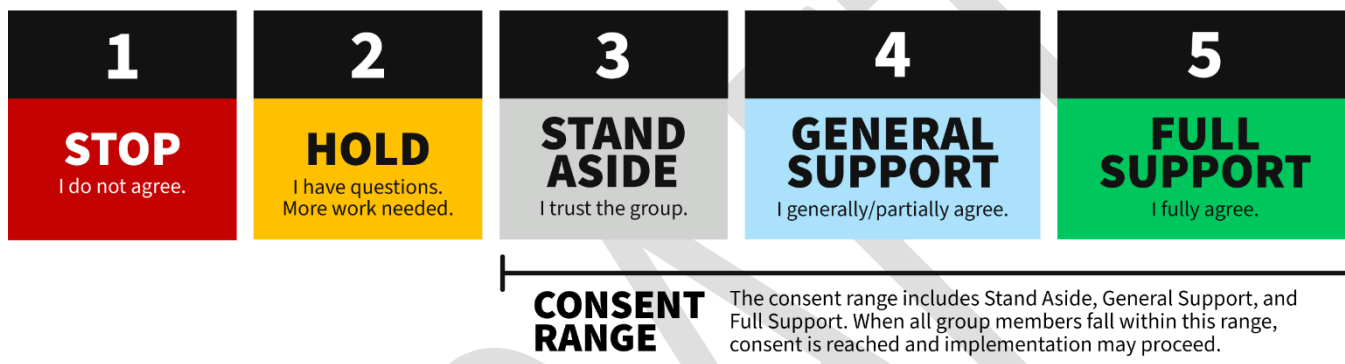 1
STOP
I do not agree.
2
HOLD
I have questions.
More work needed.
3
STAND
ASIDE
I trust the group.
4
GENERAL
SUPPORT
I generally/partially agree.
5
FULL
SUPPORT
I fully agree.
CONSENT
RANGE
The consent range includes Stand Aside, General Support, and
Full Support. When all group members fall within this range,
consent is reached and implementation may proceed.